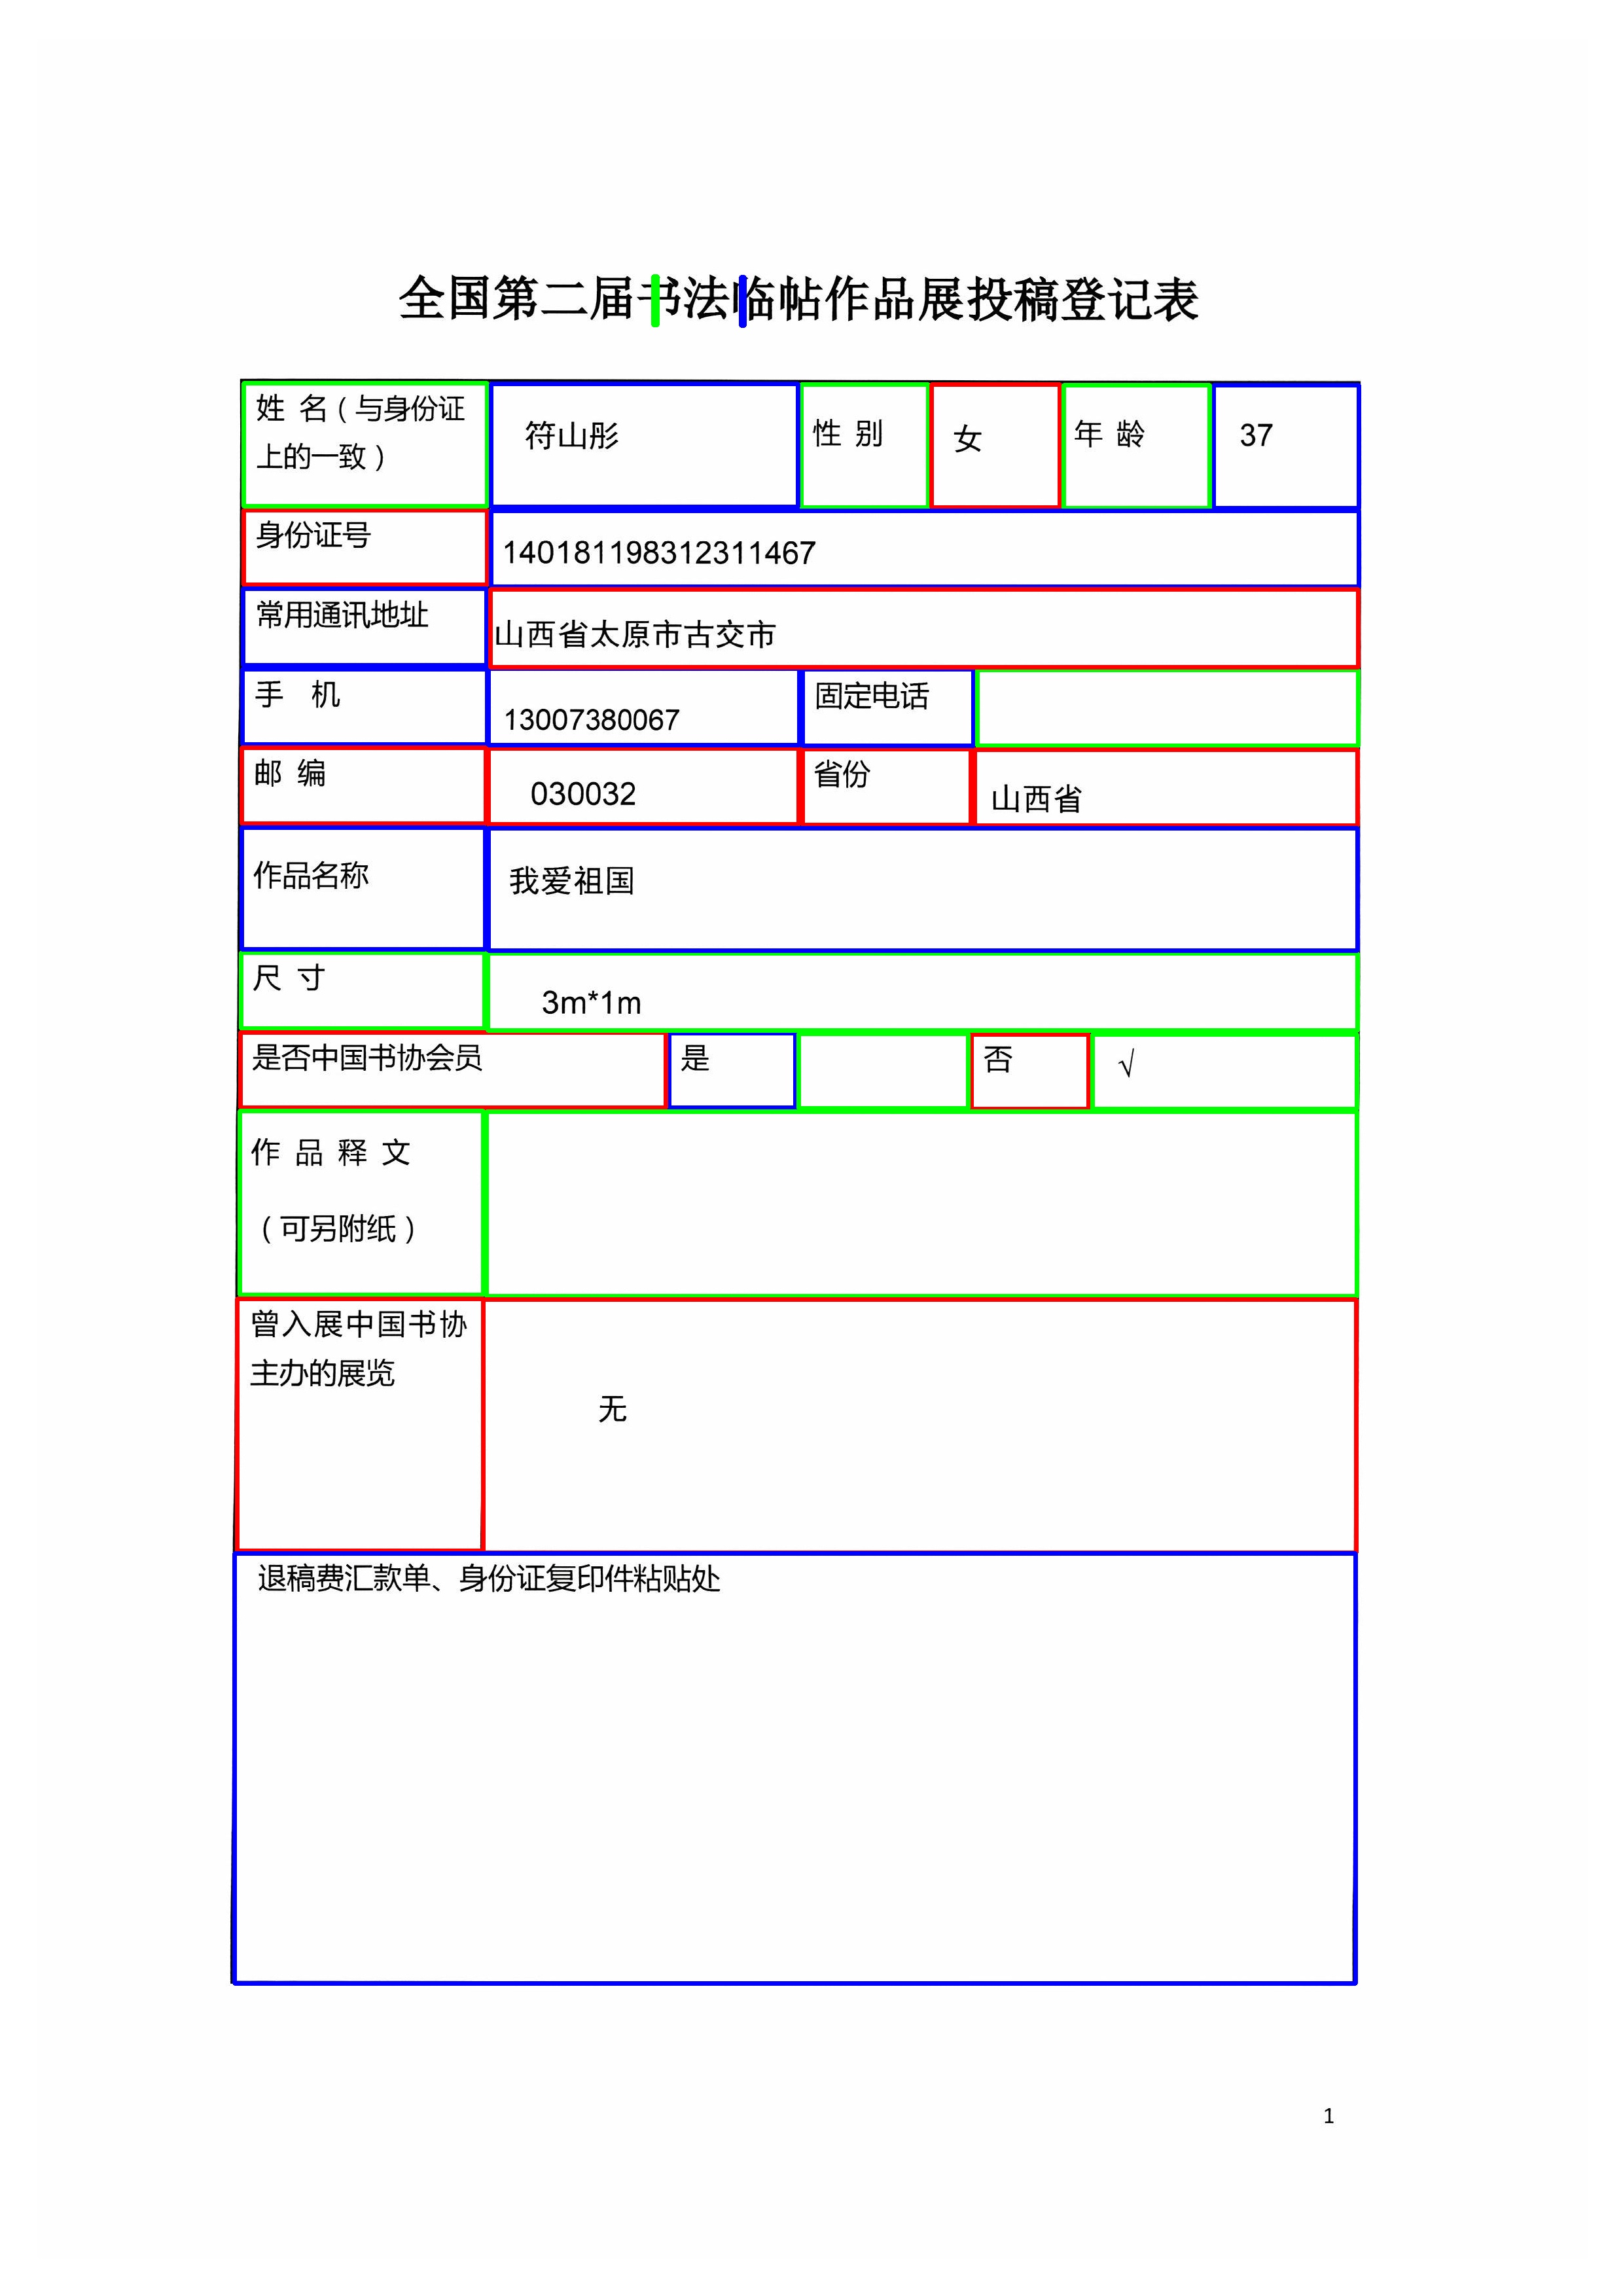 全国第二届书法临帖作品展投稿登记表
姓 名（与身份证
上的一致）
符山彤
性 别
女
年 龄
37
身份证号
140181198312311467
常用通讯地址
山西省太原市古交市
手 机
13007380067
固定电话
邮 编
030032
省份
山西省
作品名称
我爱祖国
尺 寸
3m*1m
是否中国书协会员
是
否
√
作 品 释 文
（可另附纸）
曾入展中国书协
主办的展览
无
退稿费汇款单、身份证复印件粘贴处
1